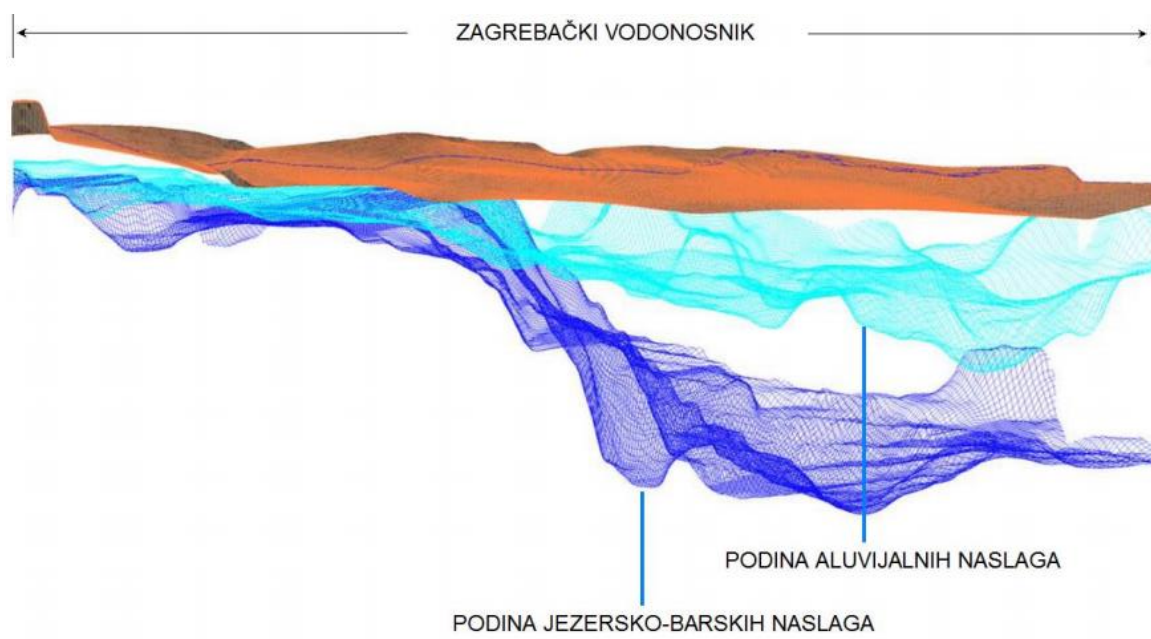 ZAGREBAČKI VODONOSNIK
PODINA ALUVIJALNIH NASLAGA
PODINA JEZERSKO-BARSKIH NASLAGA